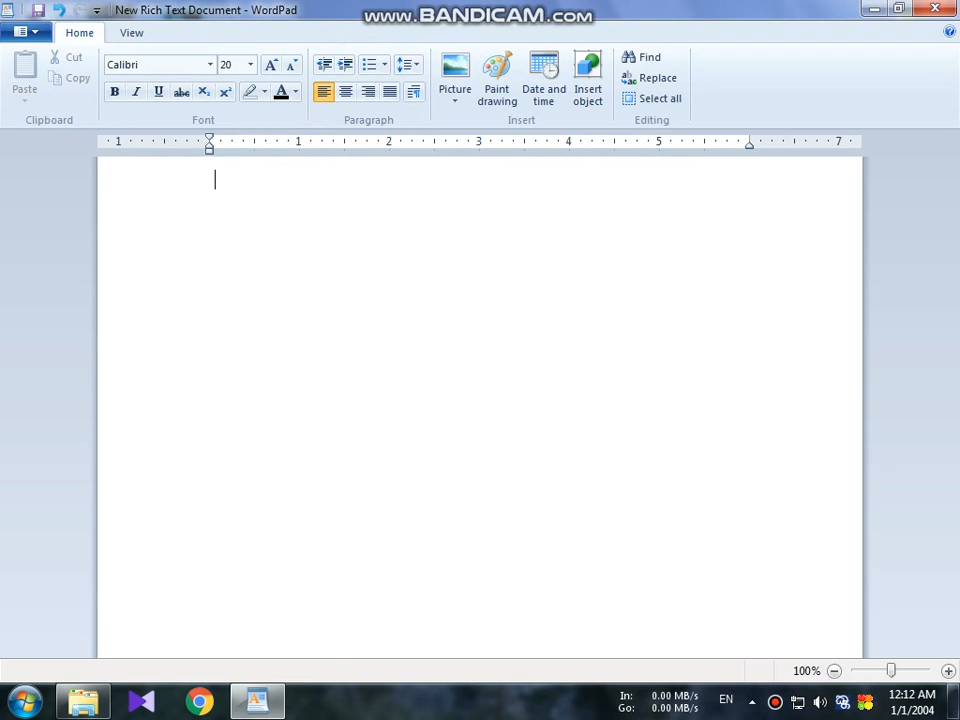 New Rich Text Document - WordPad
www.BANDICAM.com
Home
View
Paste
Cut
Copy
Clipboard
Calibri
20
Font
Paragraph
Picture
Paint drawing
Date and time
Insert object
Insert
Find
Replace
Select all
Editing
1 1 2 3 4 5 7
100%
In: 0.00 MB/s
Go: 0.00 MB/s
EN
12:12 AM
1/1/2004